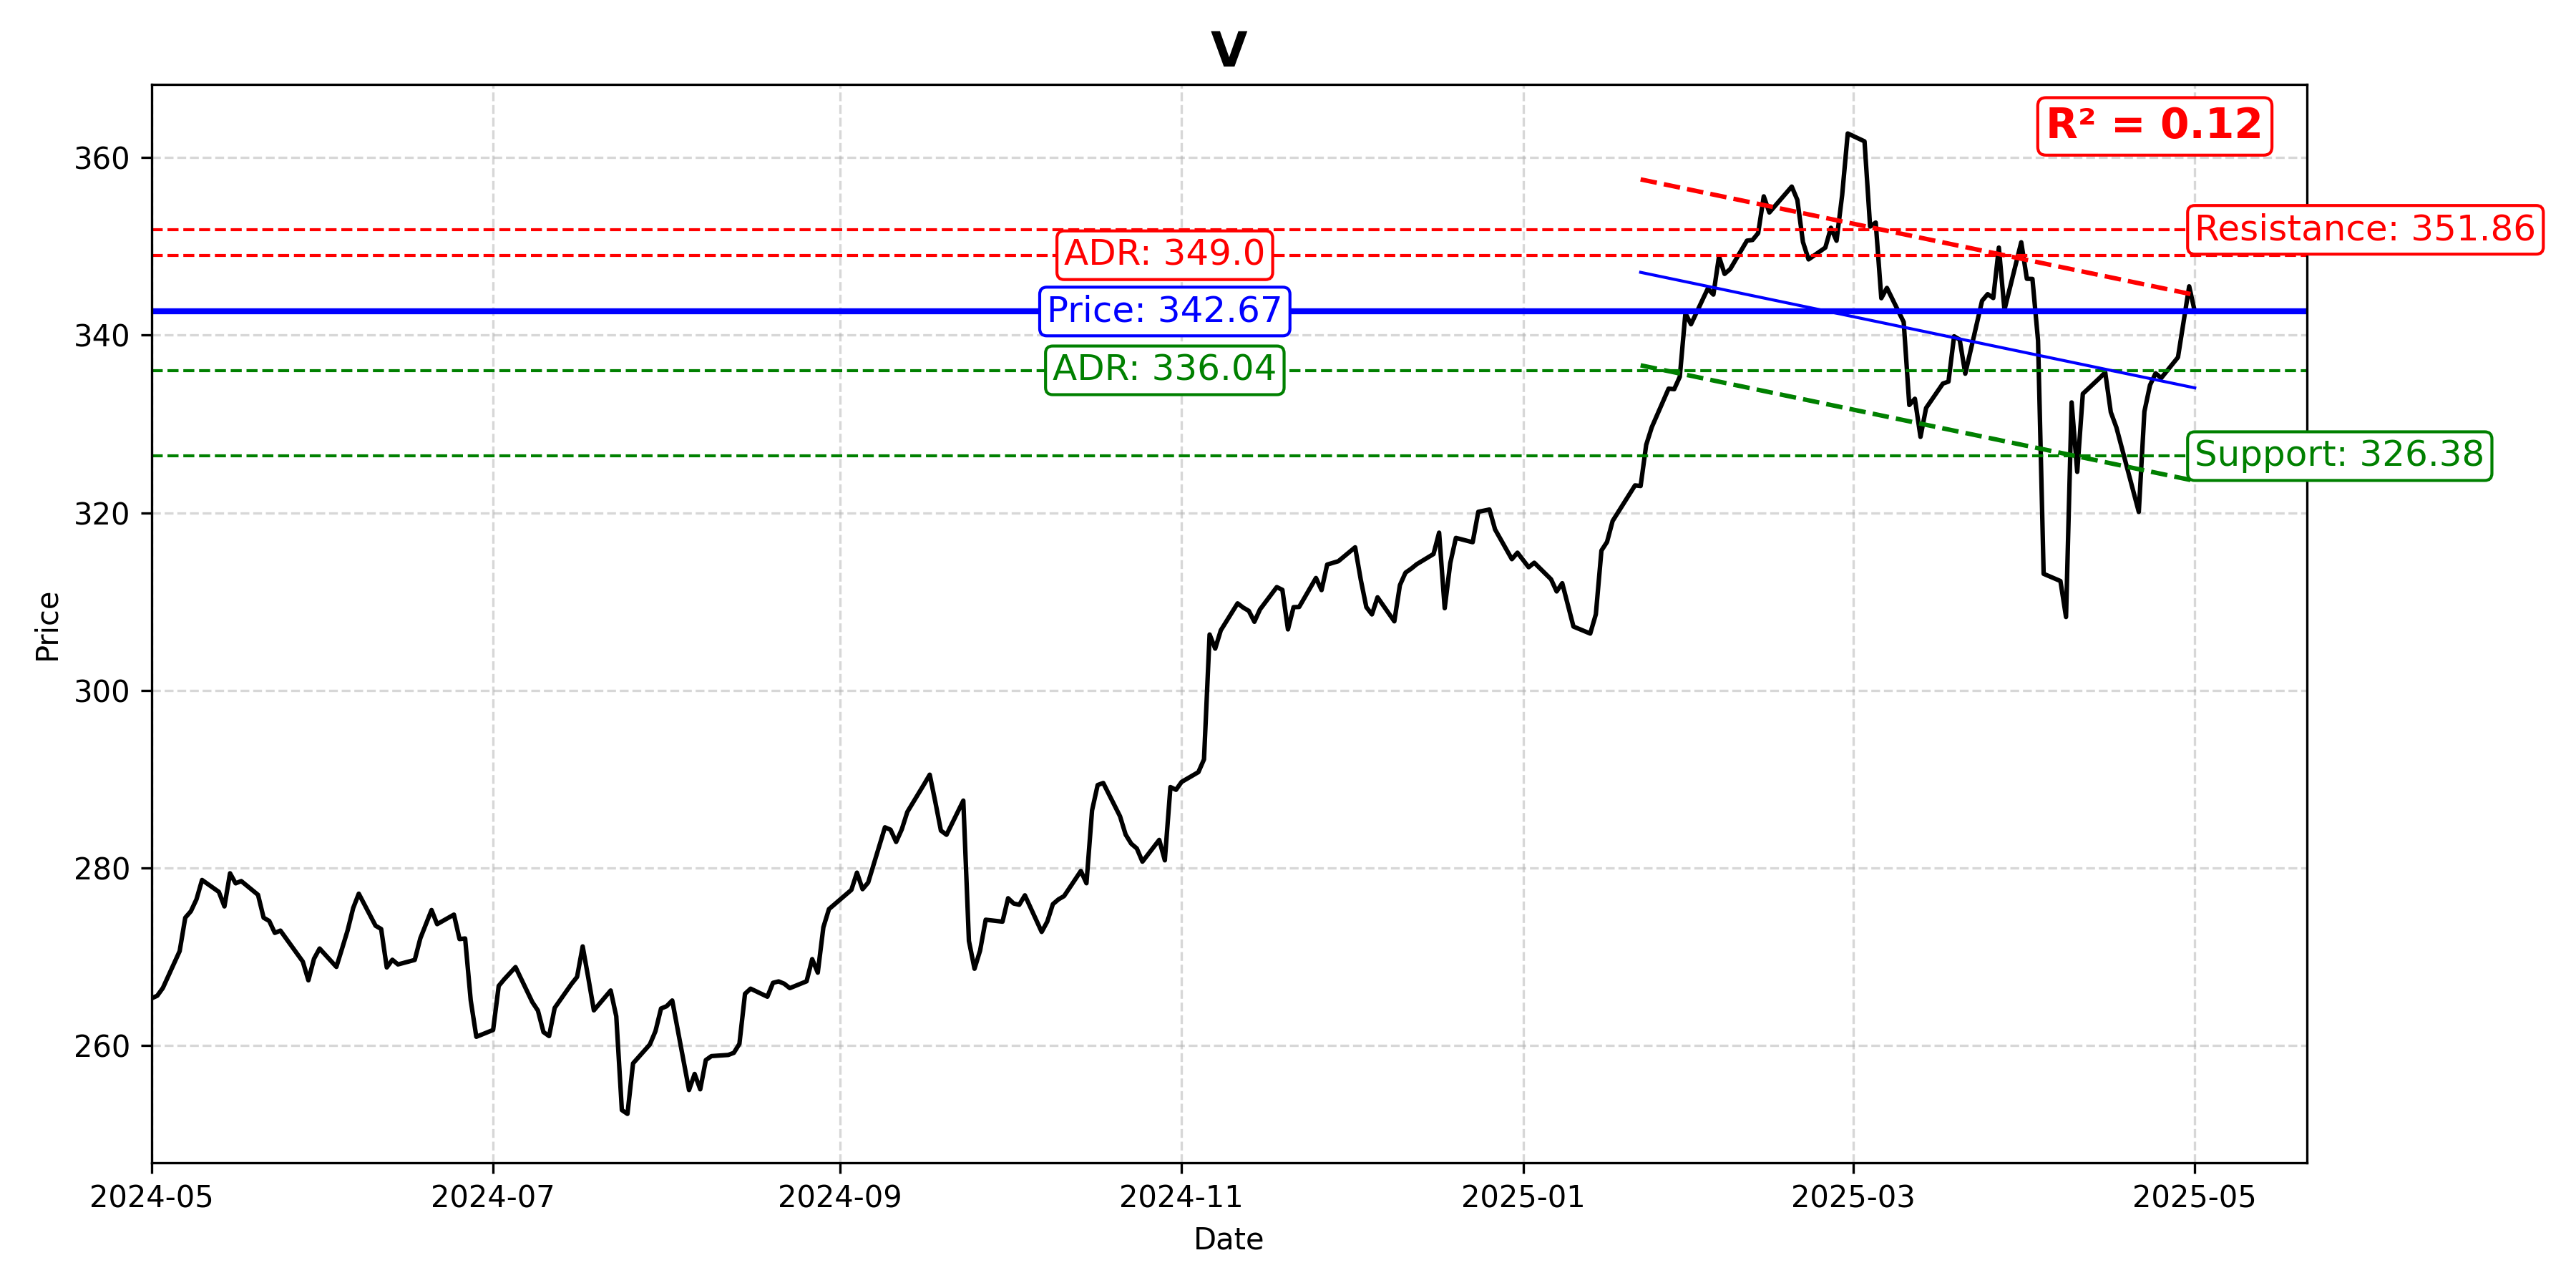 V
R² = 0.12
360
Resistance: 351.86
ADR: 349.0
Price: 342.67
340
ADR: 336.04
Support: 326.38
320
Price
300
280
260
2024-05 2024-07 2024-09 2024-11 2025-01 2025-03 2025-05
Date